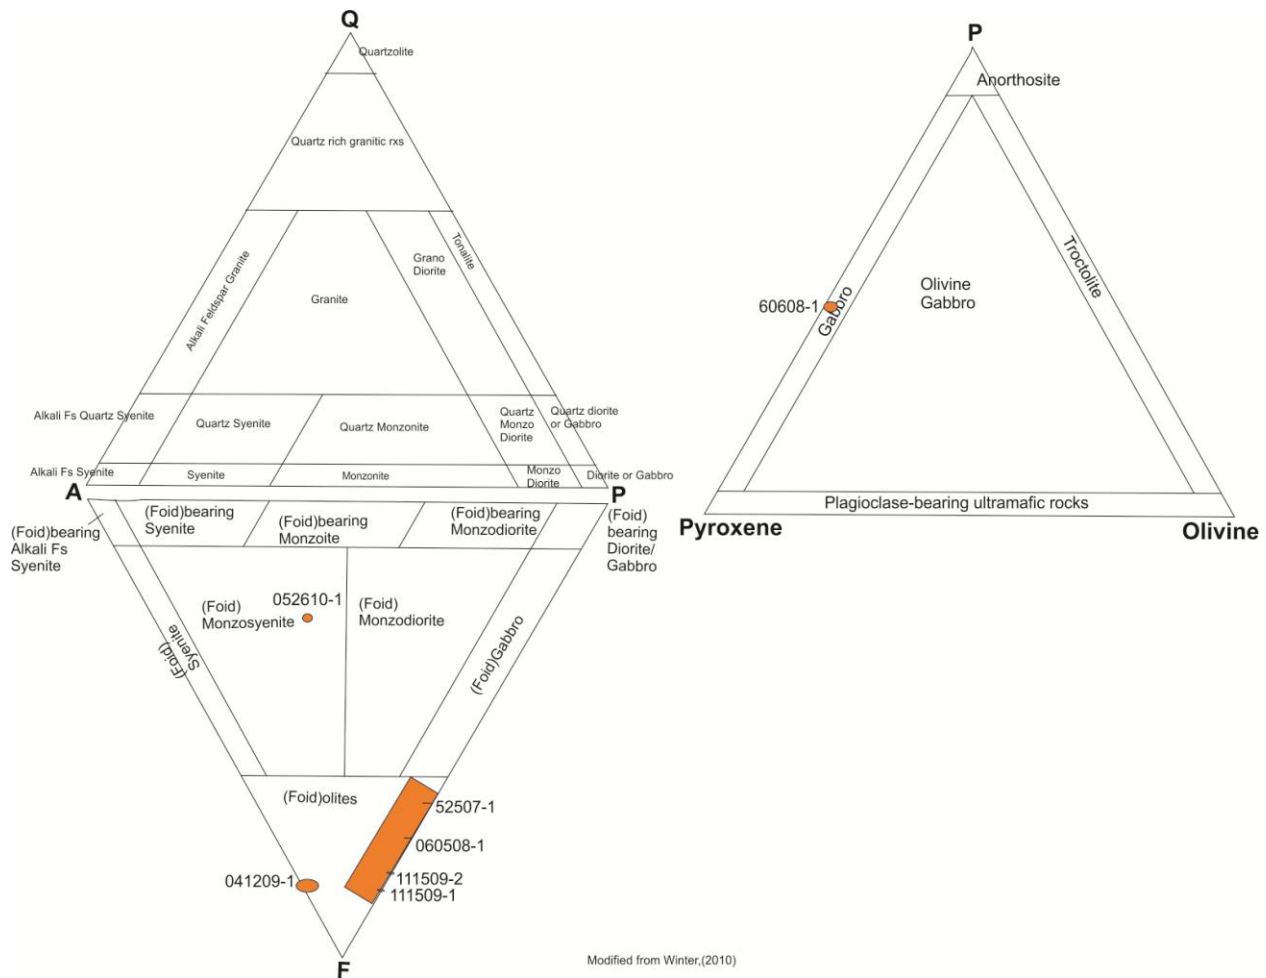 Q
Quartzolite
Quartz rich granitic rxs
Alkali Feldspar Granite
Granite
Grano
Diorite
Tonalite
Alkali Fs Quartz Syenite
Quartz Syenite
Quartz Monzonite
Quartz
Monzo
Diorite
Quartz diorite
or Gabbro
Alkali Fs Syenite
Syenite
Monzonite
Monzo
Diorite
Diorite or Gabbro
A
P
(Foid)bearing
Alkali Fs
Syenite
(Foid)bearing
Syenite
(Foid)bearing
Monzoite
(Foid)bearing
Monzodiorite
(Foid)
bearing
Diorite/
Gabbro
(Foid)
Syenite
(Foid)
Monzosyenite
052610-1
(Foid)
Monzodiorite
(Foid)Gabbro
(Foid)olites
52507-1
060508-1
111509-2
111509-1
041209-1
F
P
Anorthosite
Troctolite
Olivine
Gabbro
60608-1
Gabbro
Plagioclase-bearing ultramafic rocks
Pyroxene
Olivine
Modified from Winter,(2010)